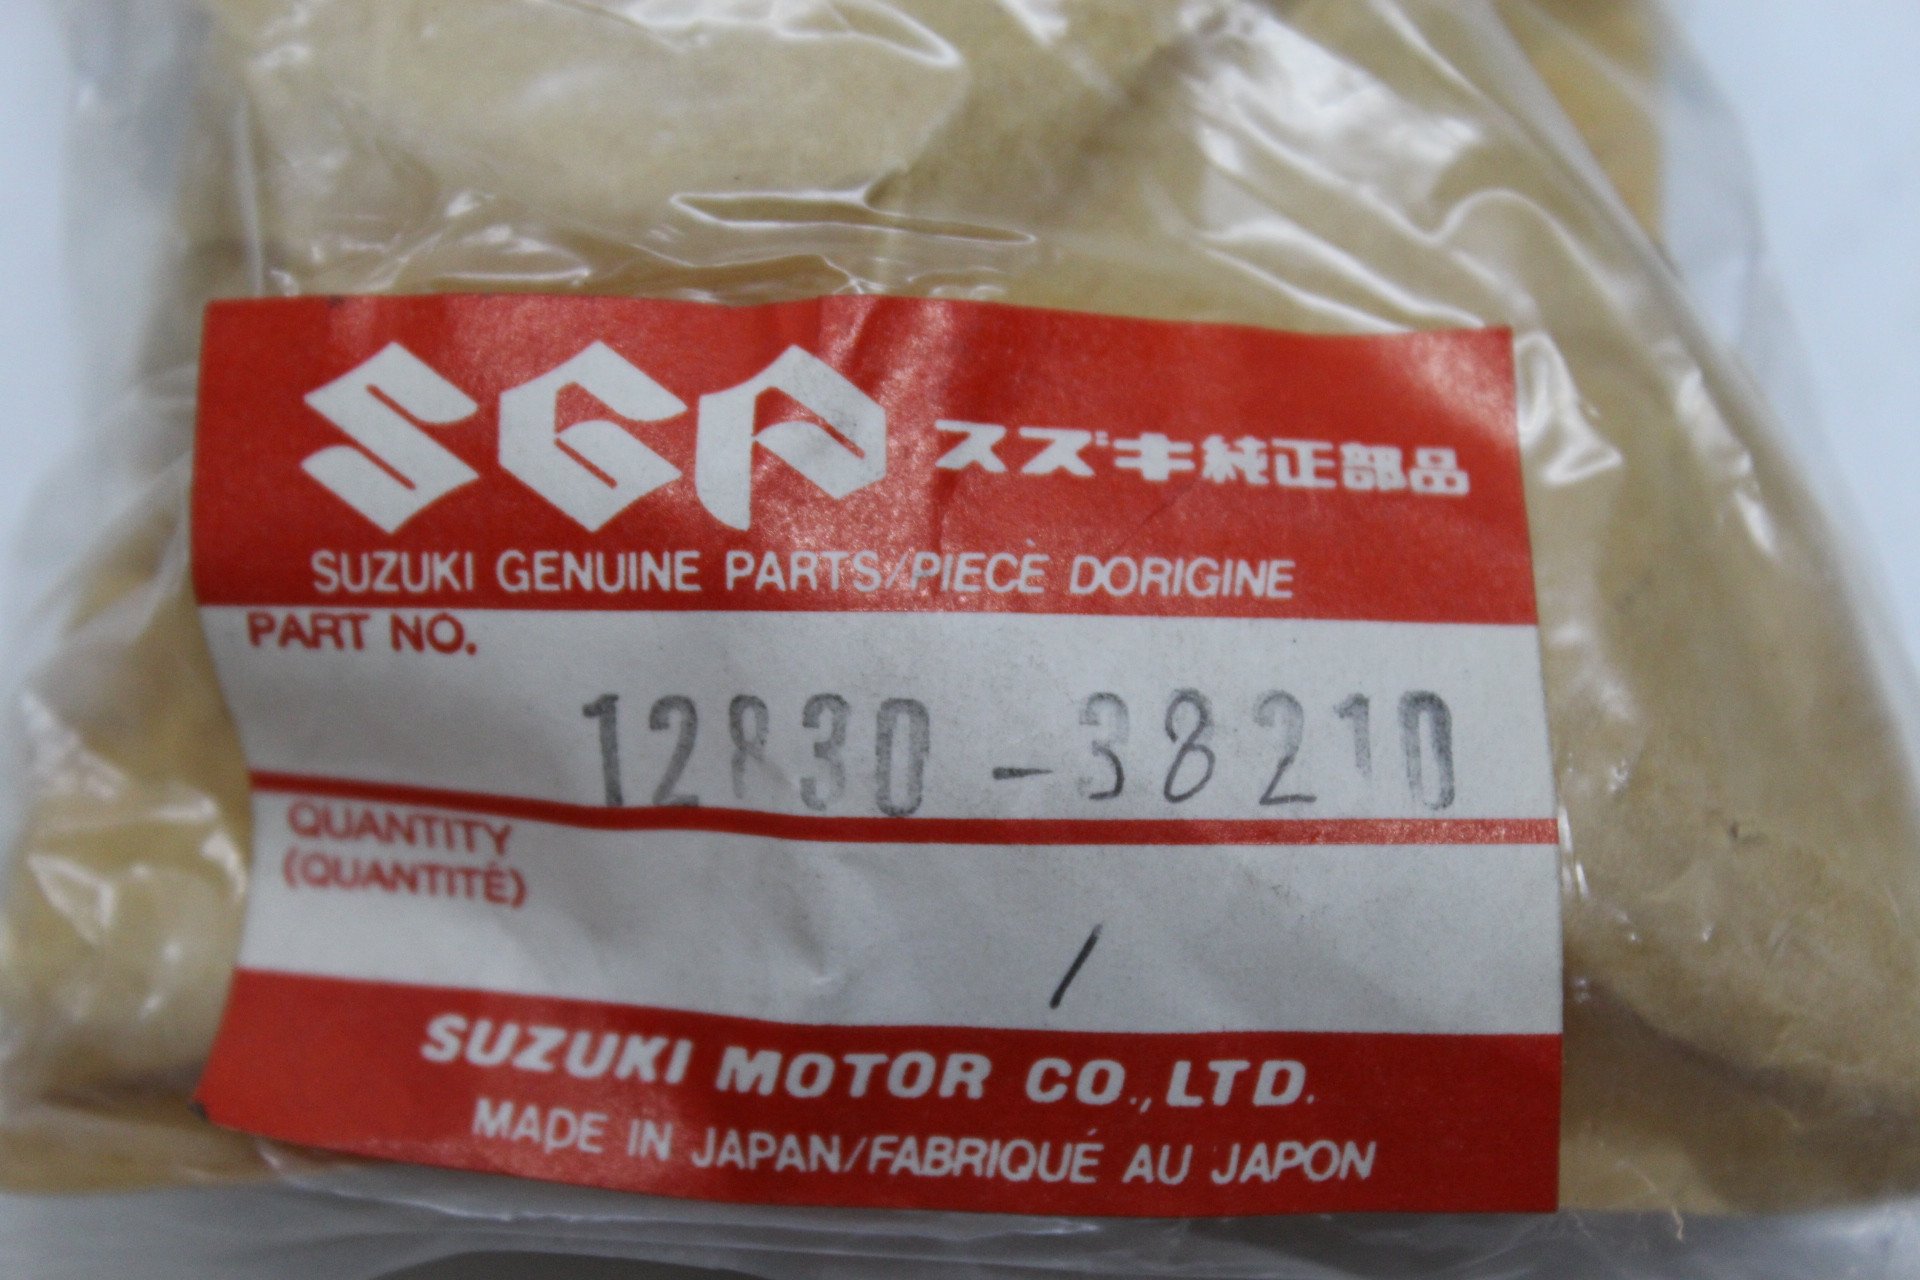 SGP スズキ純正部品
SUZUKI GENUINE PARTS/PIECE DORIGINE
PART NO.
12830-38210
QUANTITY
(QUANTITÉ)
/
SUZUKI MOTOR CO.,LTD.
MADE IN JAPAN/FABRIQUÉ AU JAPON